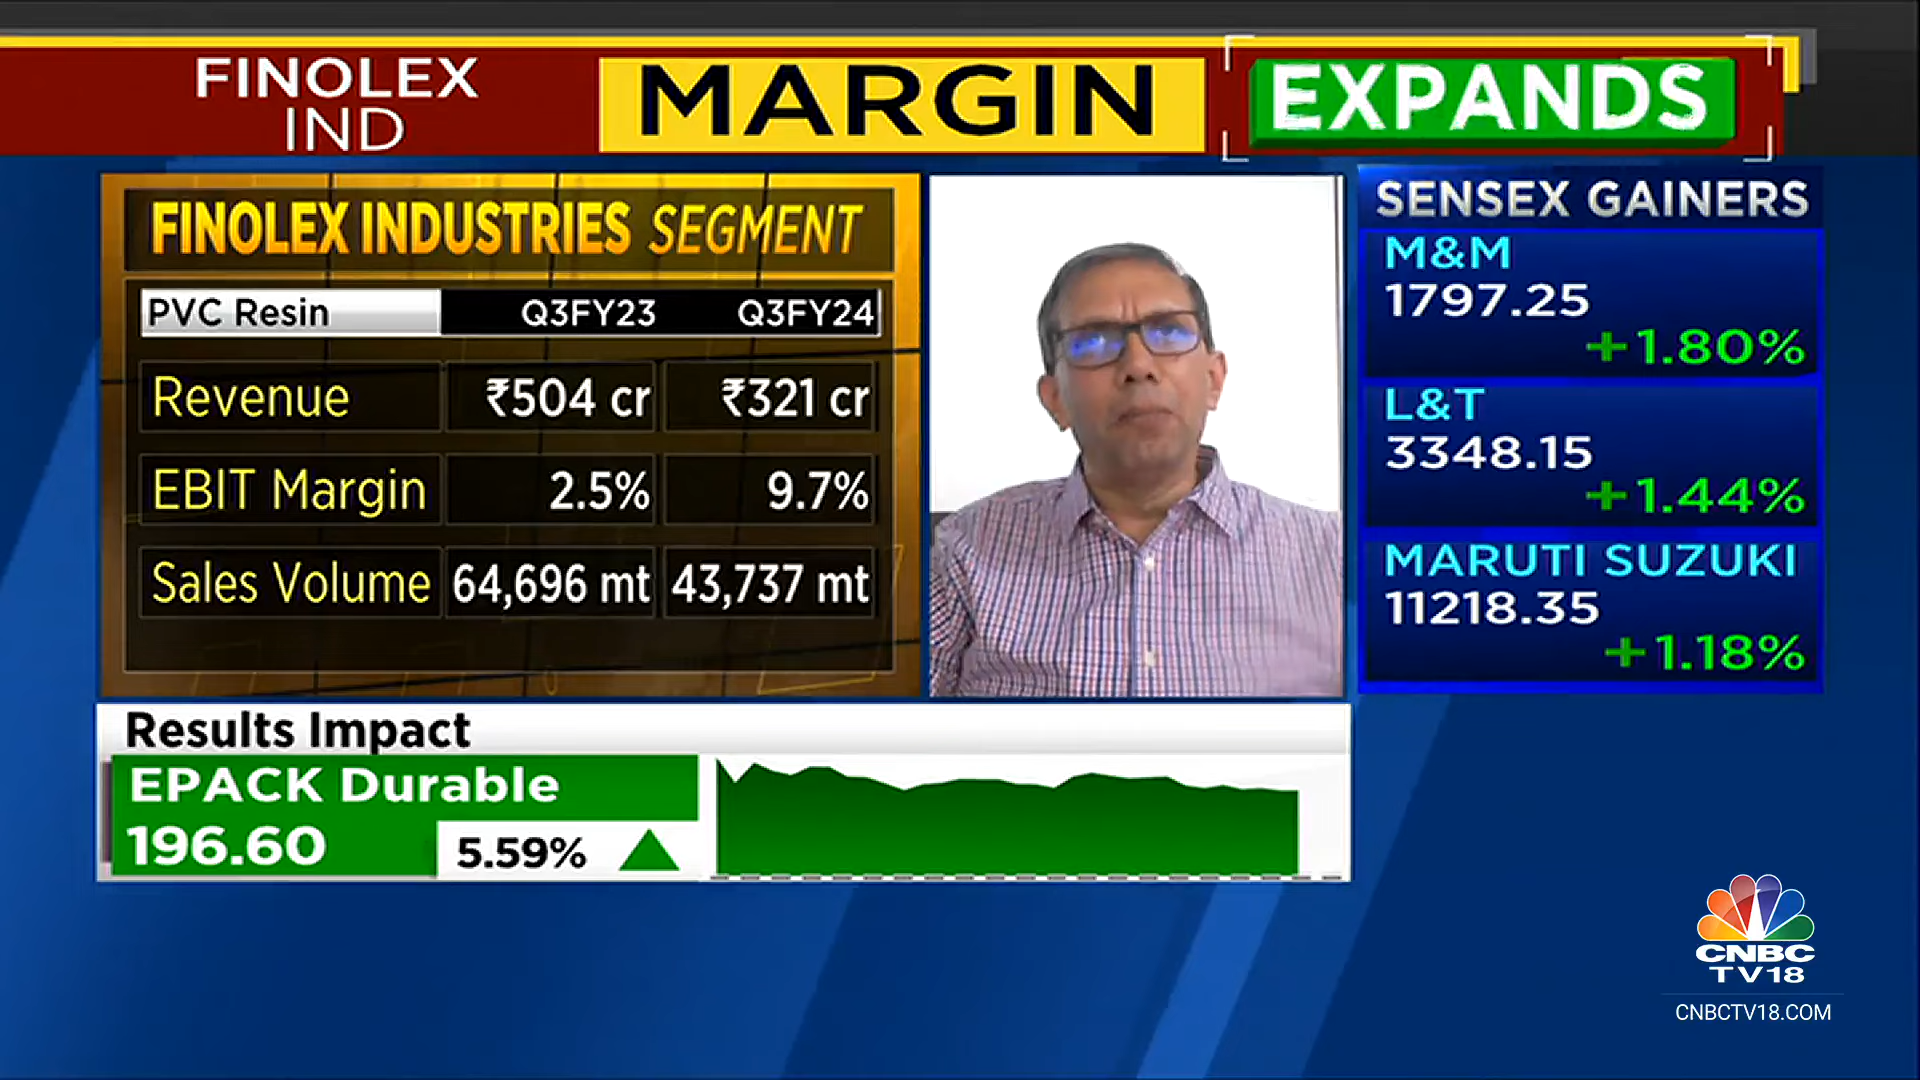 FINOLEX
IND
MARGIN
EXPANDS
FINOLEX INDUSTRIES SEGMENT
PVC Resin Q3FY23 Q3FY24
Revenue ₹504 cr ₹321 cr
EBIT Margin 2.5% 9.7%
Sales Volume 64,696 mt 43,737 mt
SENSEX GAINERS
M&M
1797.25
+1.80%
L&T
3348.15
+1.44%
MARUTI SUZUKI
11218.35
+1.18%
Results Impact
EPACK Durable
196.60 5.59%
CNBC
TV18
CNBCTV18.COM